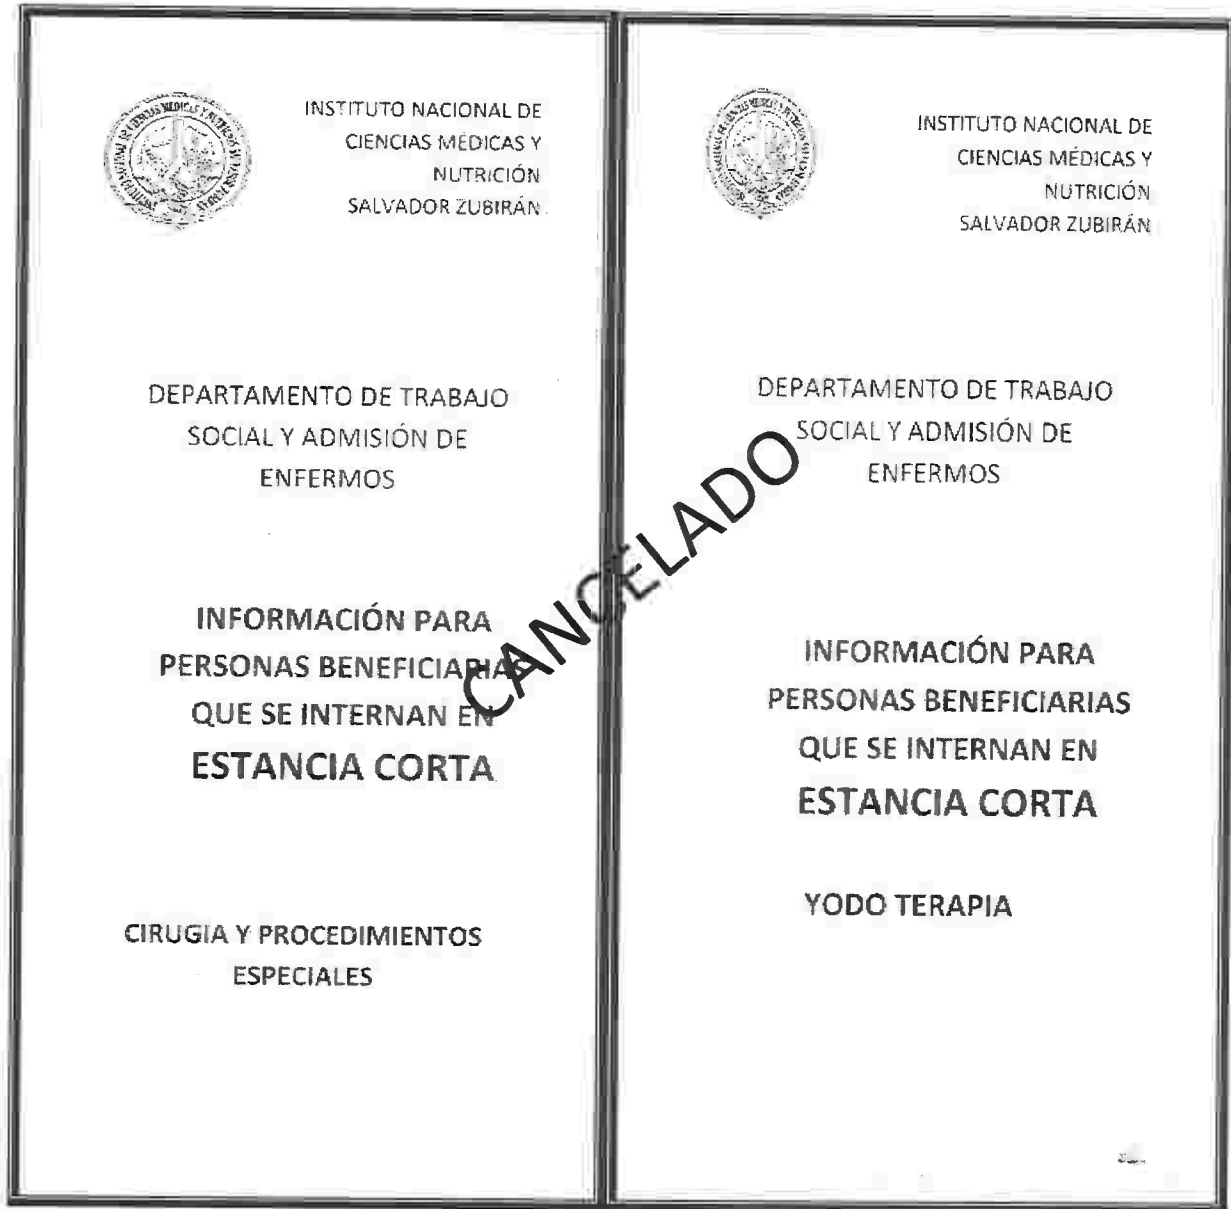 INSTITUTO NACIONAL DE
CIENCIAS MÉDICAS Y
NUTRICIÓN
SALVADOR ZUBIRÁN
DEPARTAMENTO DE TRABAJO
SOCIAL Y ADMISIÓN DE
ENFERMOS
INFORMACIÓN PARA
PERSONAS BENEFICIARIAS
QUE SE INTERNAN EN
ESTANCIA CORTA
CIRUGIA Y PROCEDIMIENTOS
ESPECIALES
CANCELADO
INSTITUTO NACIONAL DE
CIENCIAS MÉDICAS Y
NUTRICIÓN
SALVADOR ZUBIRÁN
DEPARTAMENTO DE TRABAJO
SOCIAL Y ADMISIÓN DE
ENFERMOS
INFORMACIÓN PARA
PERSONAS BENEFICIARIAS
QUE SE INTERNAN EN
ESTANCIA CORTA
YODO TERAPIA